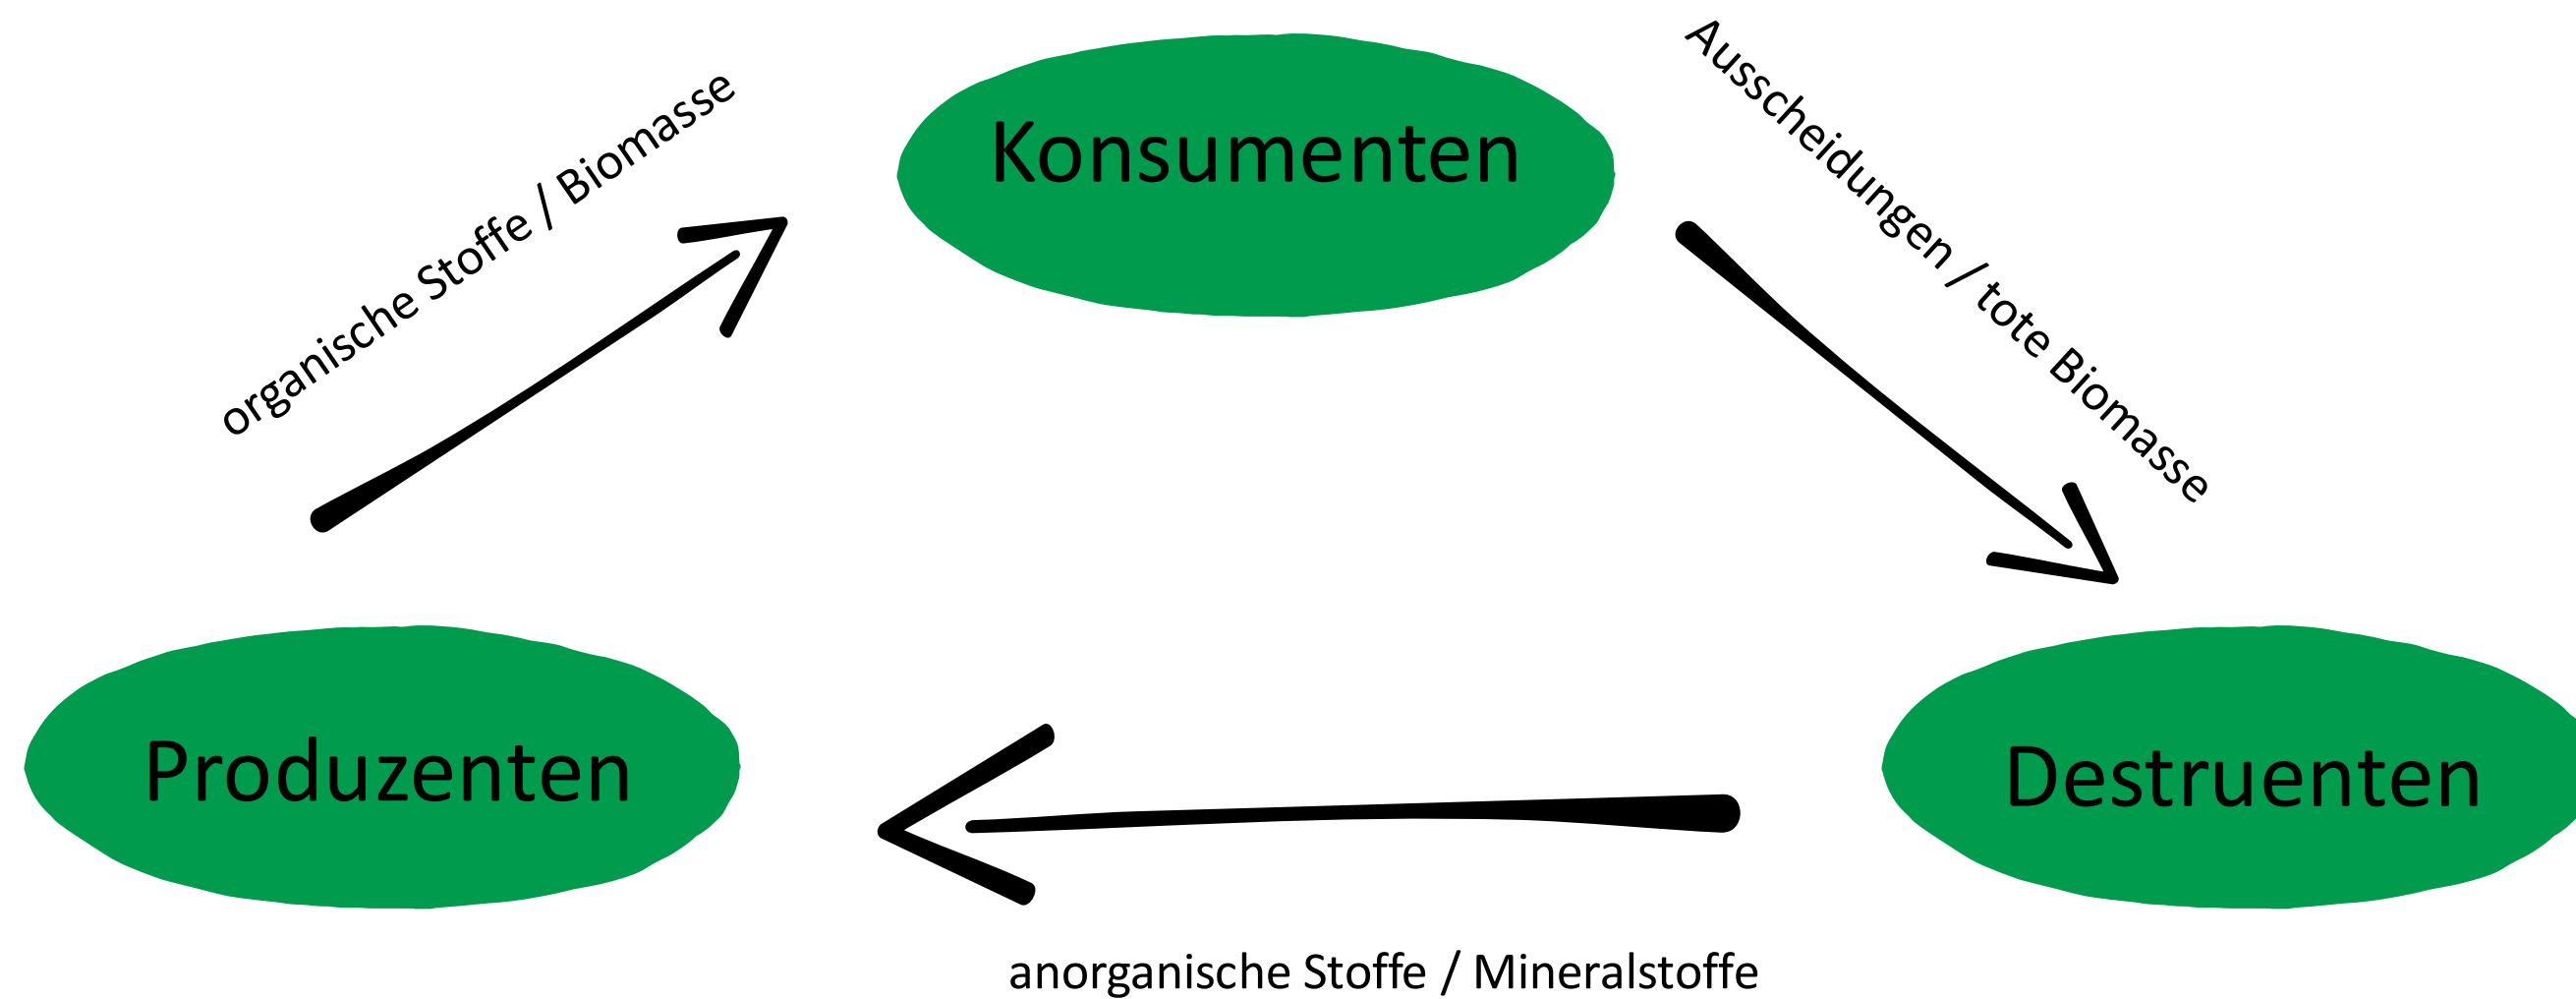 organische Stoffe / Biomasse
Konsumenten
Ausscheidungen / tote Biomasse
Produzenten
Destruenten
anorganische Stoffe / Mineralstoffe